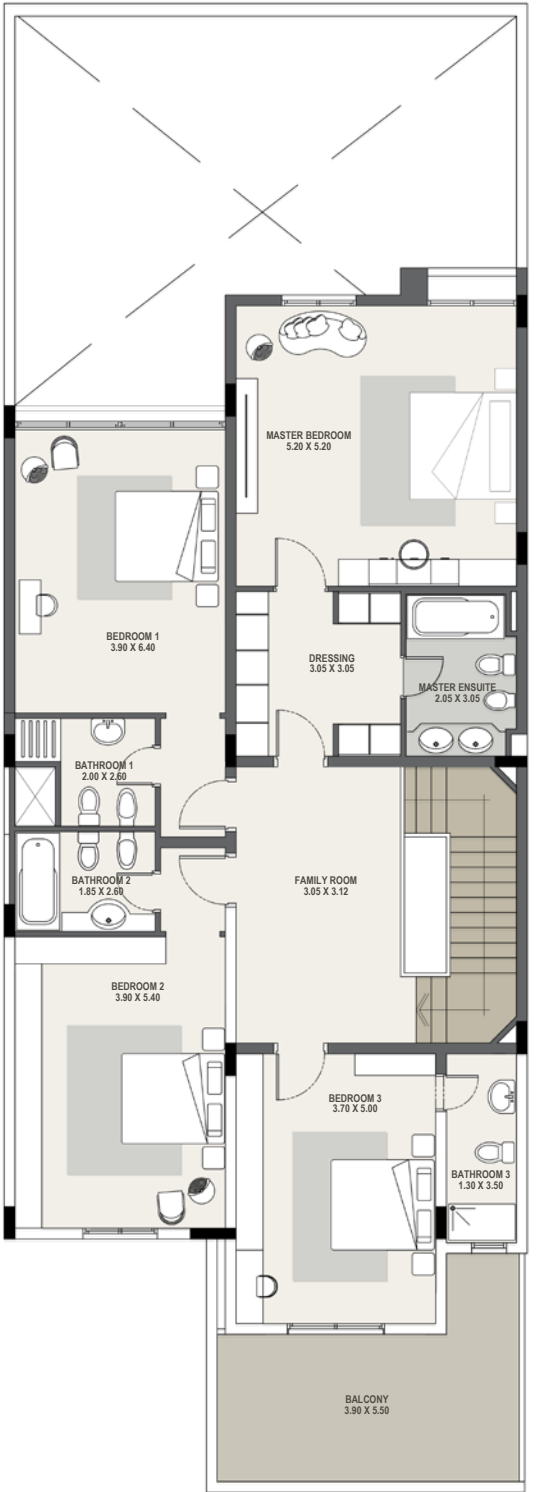 MASTER BEDROOM
5.20 X 5.20
BEDROOM 1
3.90 X 6.40
DRESSING
3.05 X 3.05
MASTER ENSUITE
2.05 X 3.05
BATHROOM 1
2.00 X 2.60
BATHROOM 2
1.85 X 2.60
FAMILY ROOM
3.05 X 3.12
BEDROOM 2
3.90 X 5.40
BEDROOM 3
3.70 X 5.00
BATHROOM 3
1.30 X 3.50
BALCONY
3.90 X 5.50